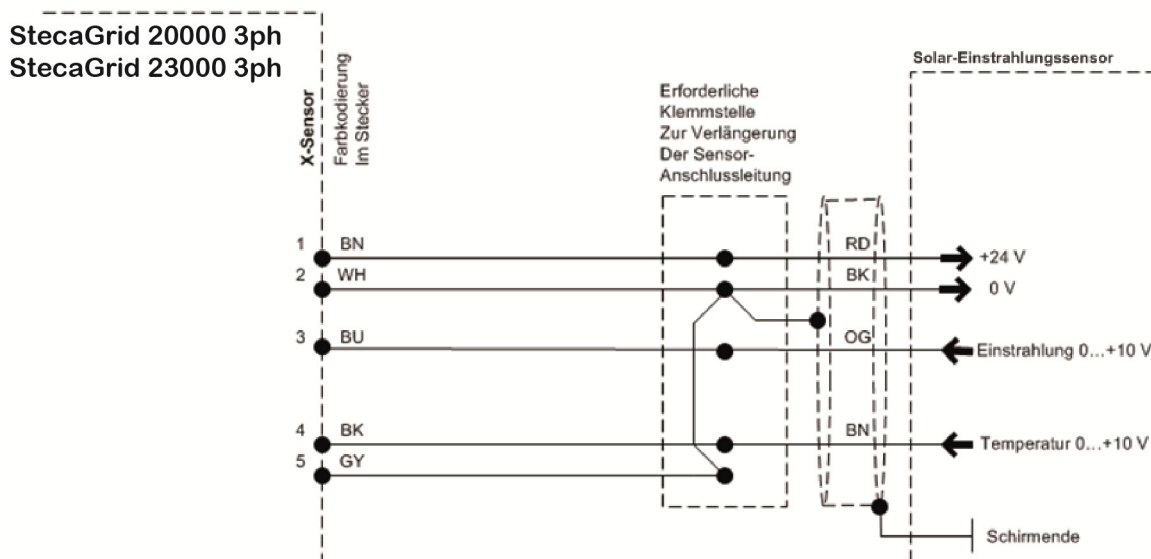 StecaGrid 20000 3ph
StecaGrid 23000 3ph
X-Sensor
Farbkodierung
Im Stecker
Erforderliche
Klemmstelle
Zur Verlängerung
Der Sensor-
Anschlussleitung
Solar-Einstrahlungssensor
1 BN RD +24 V
2 WH BK 0 V
3 BU OG Einstrahlung 0...+10 V
4 BK BN Temperatur 0...+10 V
5 GY
Schirmende